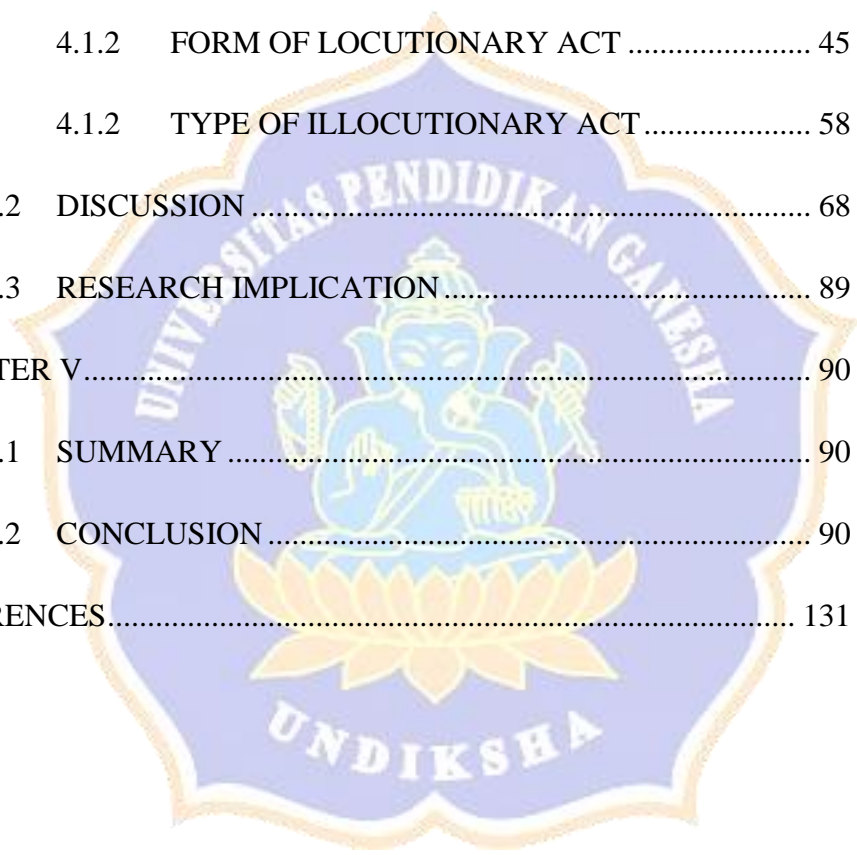 4.1.2 FORM OF LOCUTIONARY ACT ..................... 45
4.1.2 TYPE OF ILLOCUTIONARY ACT ..................... 58
.2 DISCUSSION ..................... 68
.3 RESEARCH IMPLICATION ..................... 89
TER V ..................... 90
.1 SUMMARY ..................... 90
.2 CONCLUSION ..................... 90
RENCES ..................... 131
UNIVERSITAS PENDIDIKAN GANESHA
UNDIKSHA